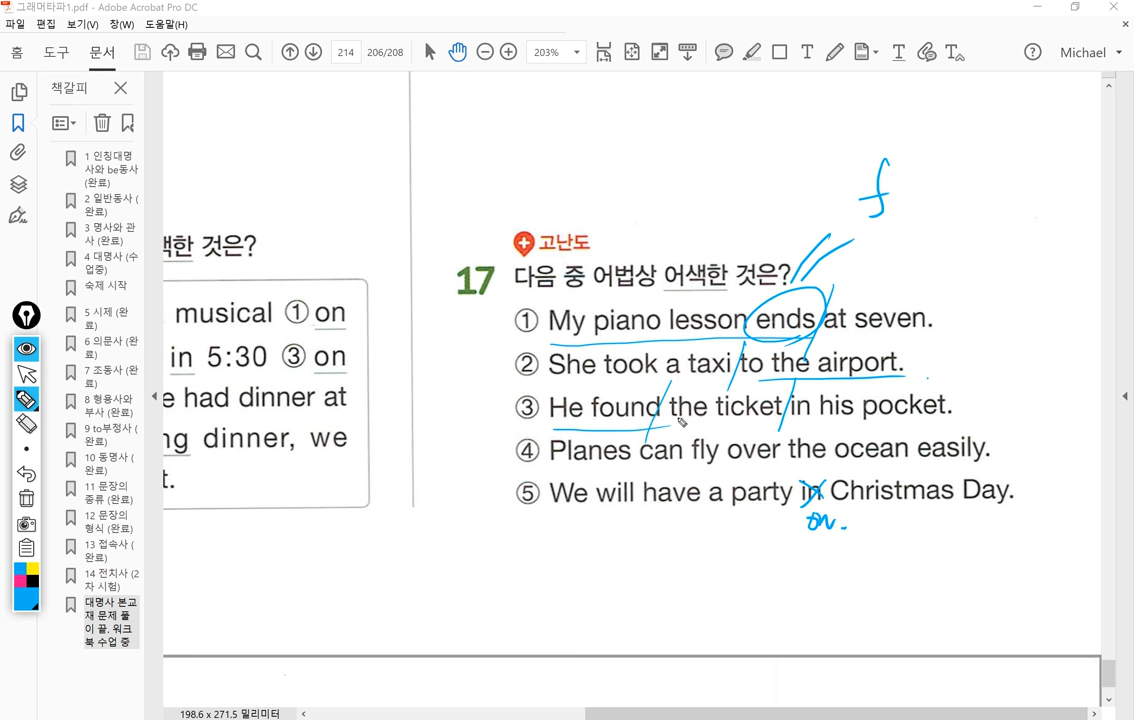 그래머타파1.pdf - Adobe Acrobat Pro DC
파일 편집 보기(V) 창(W) 도움말(H)
홈 도구 문서 214 206/208 203% Michael
책갈피
1 인칭대명
사와 be동사
(완료)
2 일반동사 (
완료)
3 명사와 관
사 (완료)
4 대명사 (수
업중)
숙제 시작
5 시제 (완
료)
6 의문사 (완
료)
7 조동사 (완
료)
8 형용사와
부사 (완료)
9 to부정사 (
완료)
10 동명사 (
완료)
11 문장의
종류 (완료)
12 문장의
형식 (완료)
13 접속사 (
완료)
14 전치사 (2
차 시험)
대명사 본교
재 문제 풀
이 끝. 워크
북 수업 중
색한 것은?
musical ① on
in 5:30 ③ on
e had dinner at
ng dinner, we
t.
f
고난도
17 다음 중 어법상 어색한 것은?
① My piano lesson ends at seven.
② She took a taxi to the airport.
③ He found the ticket in his pocket.
④ Planes can fly over the ocean easily.
⑤ We will have a party in Christmas Day.
on.
198.6 x 271.5 밀리미터